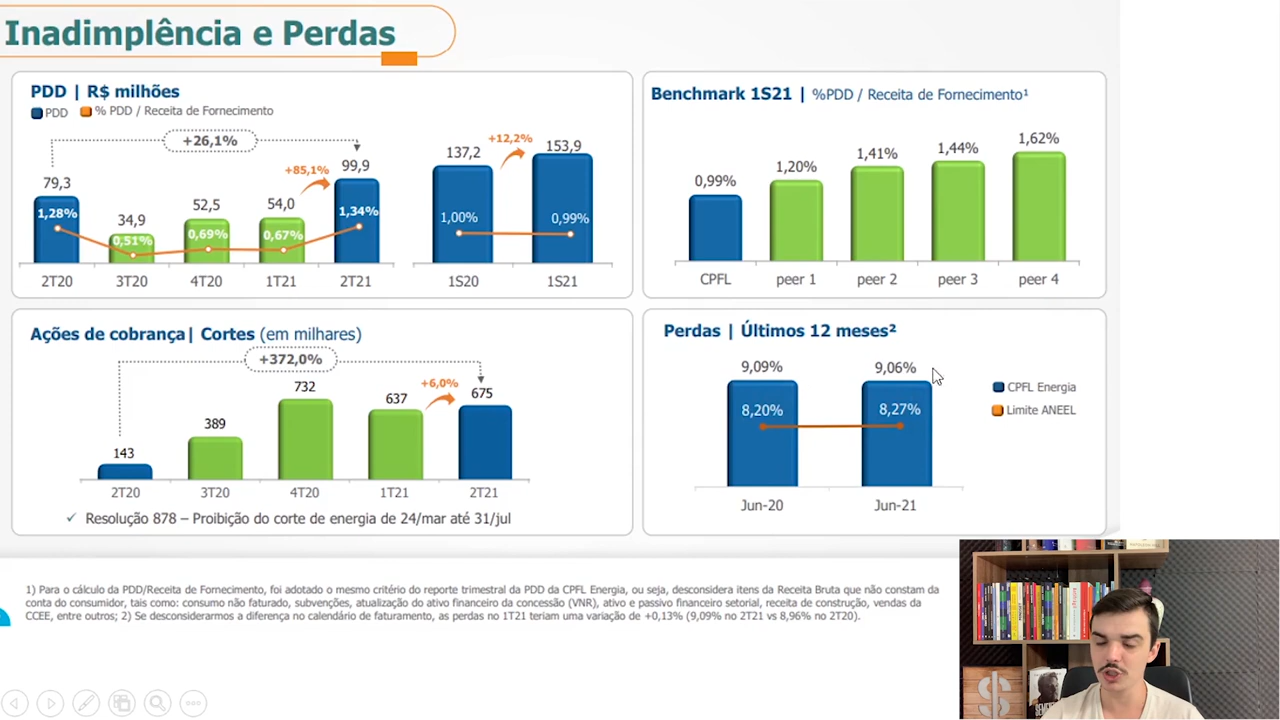 Inadimplência e Perdas
PDD | R$ milhões
PDD % PDD / Receita de Fornecimento
+26,1%
+85,1%
79,3
34,9
52,5
54,0
99,9
1,28%
0,51%
0,69%
0,67%
1,34%
2T20 3T20 4T20 1T21 2T21
+12,2%
137,2
153,9
1,00%
0,99%
1S20 1S21
Benchmark 1S21 | %PDD / Receita de Fornecimento¹
0,99%
1,20%
1,41%
1,44%
1,62%
CPFL peer 1 peer 2 peer 3 peer 4
Ações de cobrança| Cortes (em milhares)
+372,0%
+6,0%
143
389
732
637
675
2T20 3T20 4T20 1T21 2T21
✓ Resolução 878 – Proibição do corte de energia de 24/mar até 31/jul
Perdas | Últimos 12 meses²
9,09%
9,06%
8,20%
8,27%
Jun-20 Jun-21
CPFL Energia
Limite ANEEL
1) Para o cálculo da PDD/Receita de Fornecimento, foi adotado o mesmo critério do reporte trimestral da PDD da CPFL Energia, ou seja, desconsidera itens da Receita Bruta que não constam da
conta do consumidor, tais como: consumo não faturado, subvenções, atualização do ativo financeiro da concessão (VNR), ativo e passivo financeiro setorial, receita de construção, vendas da
CCEE, entre outros; 2) Se desconsiderarmos a diferença no calendário de faturamento, as perdas no 1T21 teriam uma variação de +0,13% (9,09% no 2T21 vs 8,96% no 2T20).